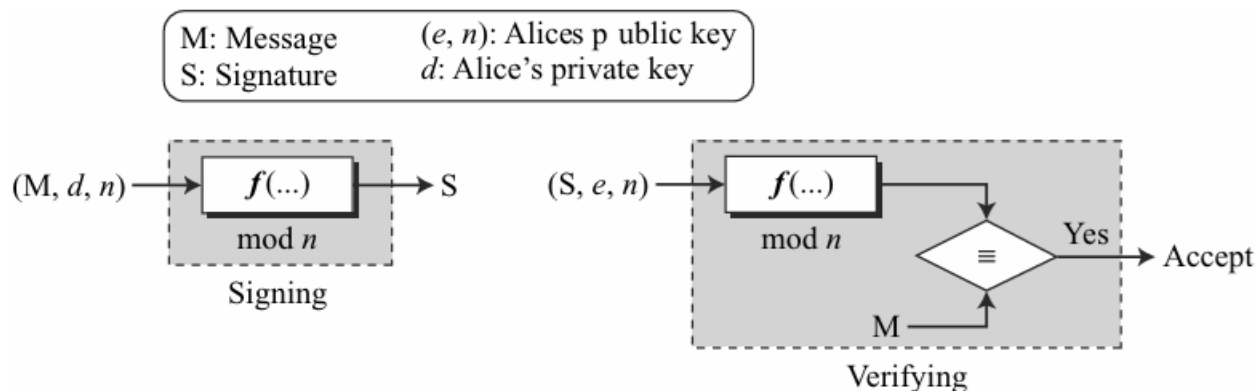 M: Message (e, n): Alices p ublic key
S: Signature d: Alice’s private key
(M, d, n) f(...) S
mod n
Signing
(S, e, n) f(...)
mod n
≡ Yes Accept
M
Verifying